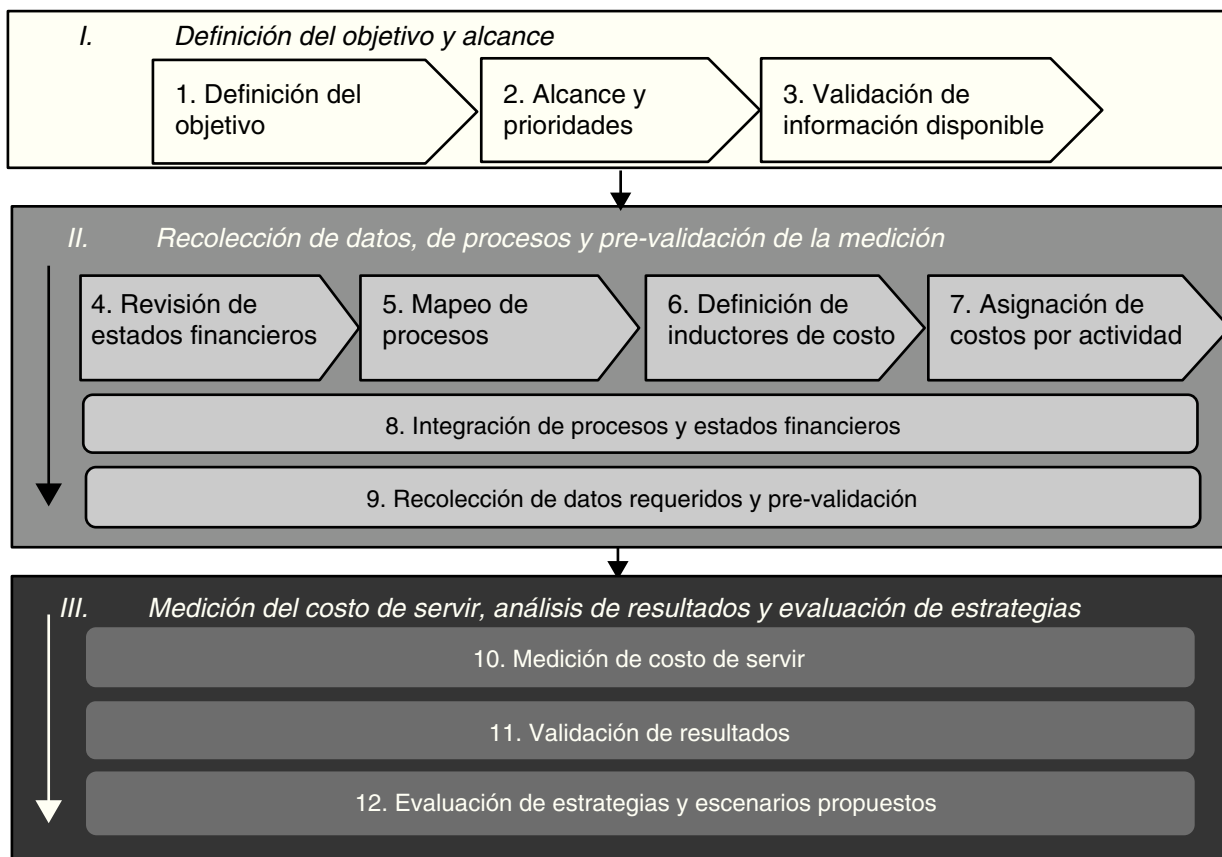 I. Definición del objetivo y alcance
1. Definición del
objetivo
2. Alcance y
prioridades
3. Validación de
información disponible
II. Recolección de datos, de procesos y pre-validación de la medición
4. Revisión de
estados financieros
5. Mapeo de
procesos
6. Definición de
inductores de costo
7. Asignación de
costos por actividad
8. Integración de procesos y estados financieros
9. Recolección de datos requeridos y pre-validación
III. Medición del costo de servir, análisis de resultados y evaluación de estrategias
10. Medición de costo de servir
11. Validación de resultados
12. Evaluación de estrategias y escenarios propuestos